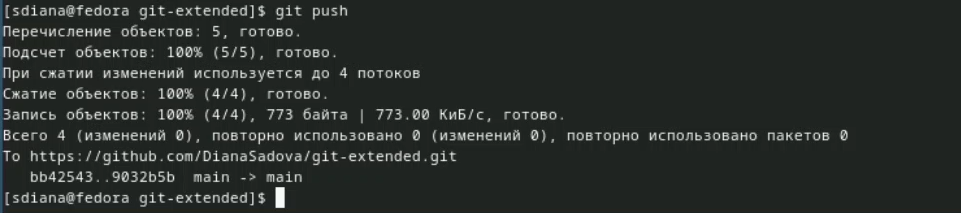 [sdiana@fedora git-extended]$ git push
Перечисление объектов: 5, готово.
Подсчет объектов: 100% (5/5), готово.
При сжатии изменений используется до 4 потоков
Сжатие объектов: 100% (4/4), готово.
Запись объектов: 100% (4/4), 773 байта | 773.00 КиБ/с, готово.
Всего 4 (изменений 0), повторно использовано 0 (изменений 0), повторно использовано пакетов 0
To https://github.com/DianaSadova/git-extended.git
   bb42543..9032b5b  main -> main
[sdiana@fedora git-extended]$